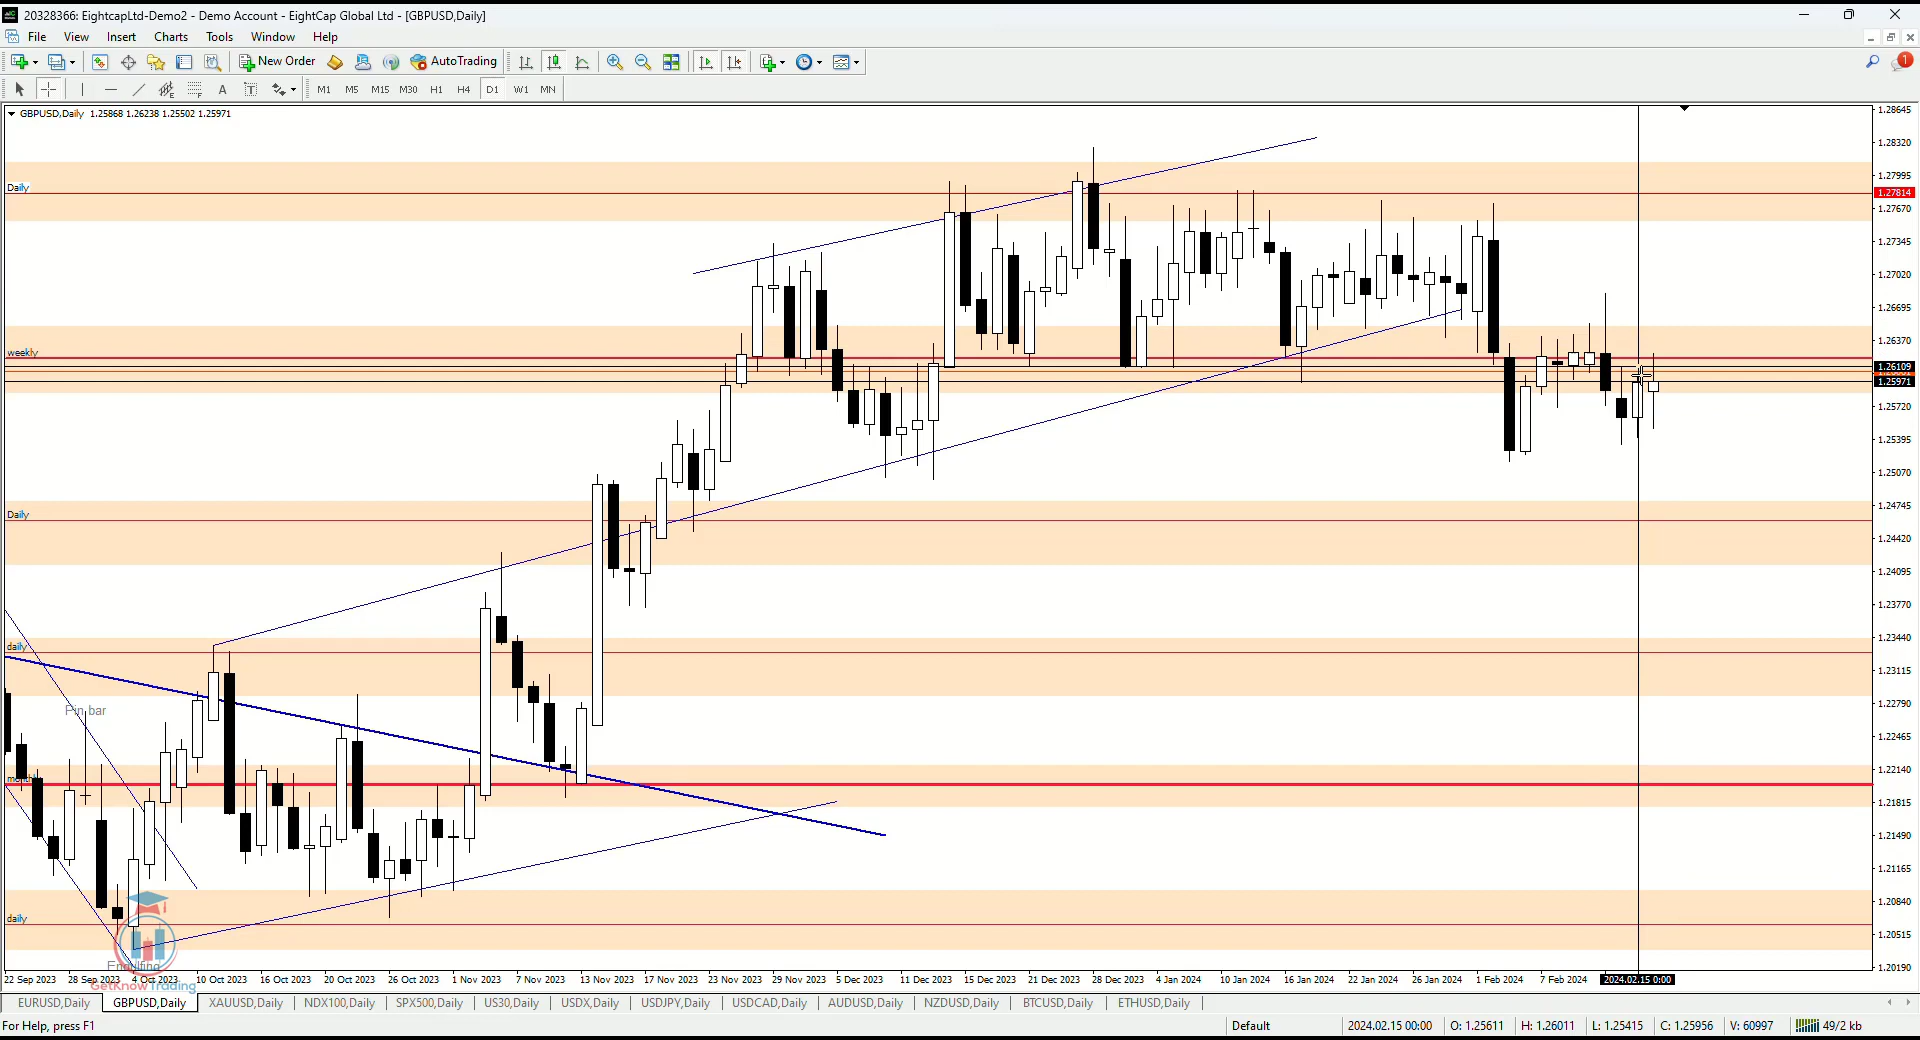 20328366: EightcapLtd-Demo2 - Demo Account - EightCap Global Ltd - [GBPUSD,Daily]
File View Insert Charts Tools Window Help
New Order AutoTrading 1
A T M1 M5 M15 M30 H1 H4 D1 W1 MN
GBPUSD,Daily 1.25868 1.26238 1.25502 1.25971
1.28645
1.28320
1.27995
Daily
1.27814
1.27670
1.27345
1.27020
1.26695
1.26370
weekly
1.26109
1.25971
1.25720
1.25395
1.25070
1.24745
Daily
1.24420
1.24095
1.23770
1.23440
daily
1.23115
1.22790
Pin bar
1.22465
1.22140
monthly
1.21815
1.21490
1.21165
1.20840
daily
1.20515
Engulfing
1.20190
22 Sep 2023 28 Sep 2023 4 Oct 2023 10 Oct 2023 16 Oct 2023 20 Oct 2023 26 Oct 2023 1 Nov 2023 7 Nov 2023 13 Nov 2023 17 Nov 2023 23 Nov 2023 29 Nov 2023 5 Dec 2023 11 Dec 2023 15 Dec 2023 21 Dec 2023 28 Dec 2023 4 Jan 2024 10 Jan 2024 16 Jan 2024 22 Jan 2024 26 Jan 2024 1 Feb 2024 7 Feb 2024 2024.02.15 0:00
GetKnowTrading
EURUSD,Daily GBPUSD,Daily XAUUSD,Daily NDX100,Daily SPX500,Daily US30,Daily USDX,Daily USDJPY,Daily USDCAD,Daily AUDUSD,Daily NZDUSD,Daily BTCUSD,Daily ETHUSD,Daily
For Help, press F1 Default 2024.02.15 00:00 O: 1.25611 H: 1.26011 L: 1.25415 C: 1.25956 V: 60997 49/2 kb